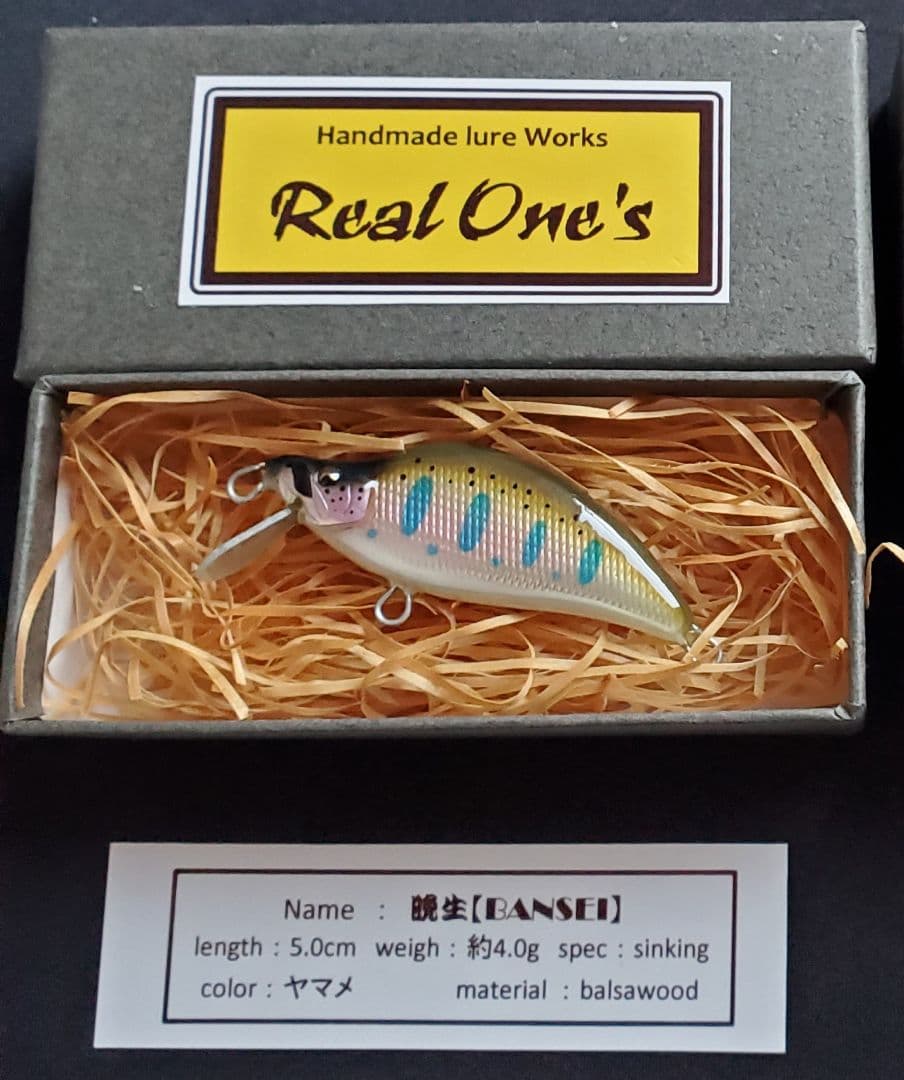 Handmade lure Works
Real One's
Name : 晩生【BANSEI】
length : 5.0cm weigh : 約4.0g spec : sinking
color : ヤマメ material : balsawood